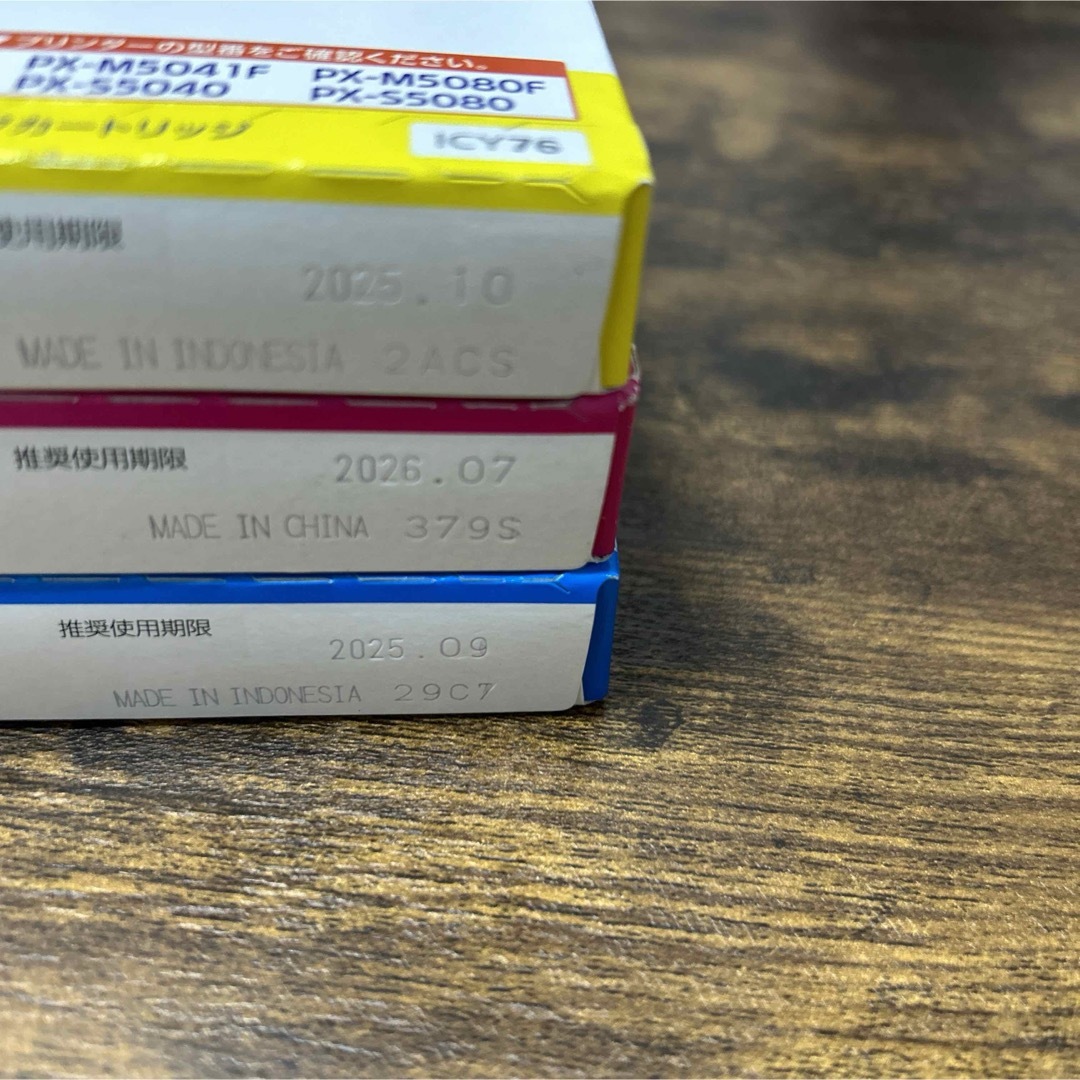 プリンターの型番をご確認ください。
PX-M5041F PX-M5080F
PX-S5040 PX-S5080
カートリッジ
ICY76
使用期限
2025.10
MADE IN INDONESIA 2ACS
推奨使用期限
2026.07
MADE IN CHINA 379S
推奨使用期限
2025.09
MADE IN INDONESIA 29C7